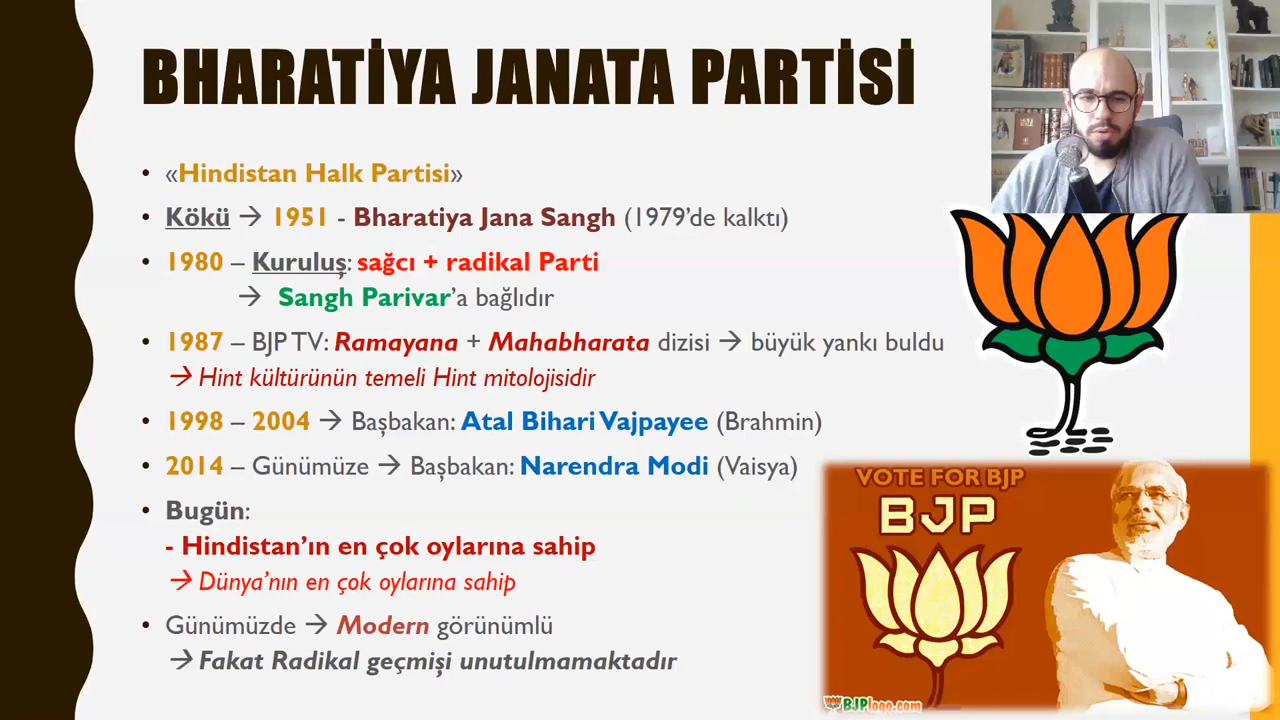 BHARATİYA JANATA PARTİSİ
• «Hindistan Halk Partisi»
• Kökü → 1951 - Bharatiya Jana Sangh (1979’de kalktı)
• 1980 – Kuruluş: sağcı + radikal Parti
→ Sangh Parivar’a bağlıdır
• 1987 – BJP TV: Ramayana + Mahabharata dizisi → büyük yankı buldu
→ Hint kültürünün temeli Hint mitolojisidir
• 1998 – 2004 → Başbakan: Atal Bihari Vajpayee (Brahmin)
• 2014 – Günümüze → Başbakan: Narendra Modi (Vaisya)
• Bugün:
- Hindistan’ın en çok oylarına sahip
→ Dünya’nın en çok oylarına sahip
• Günümüzde → Modern görünümlü
→ Fakat Radikal geçmişi unutulmamaktadır
VOTE FOR BJP
BJP
BJPlogo.com